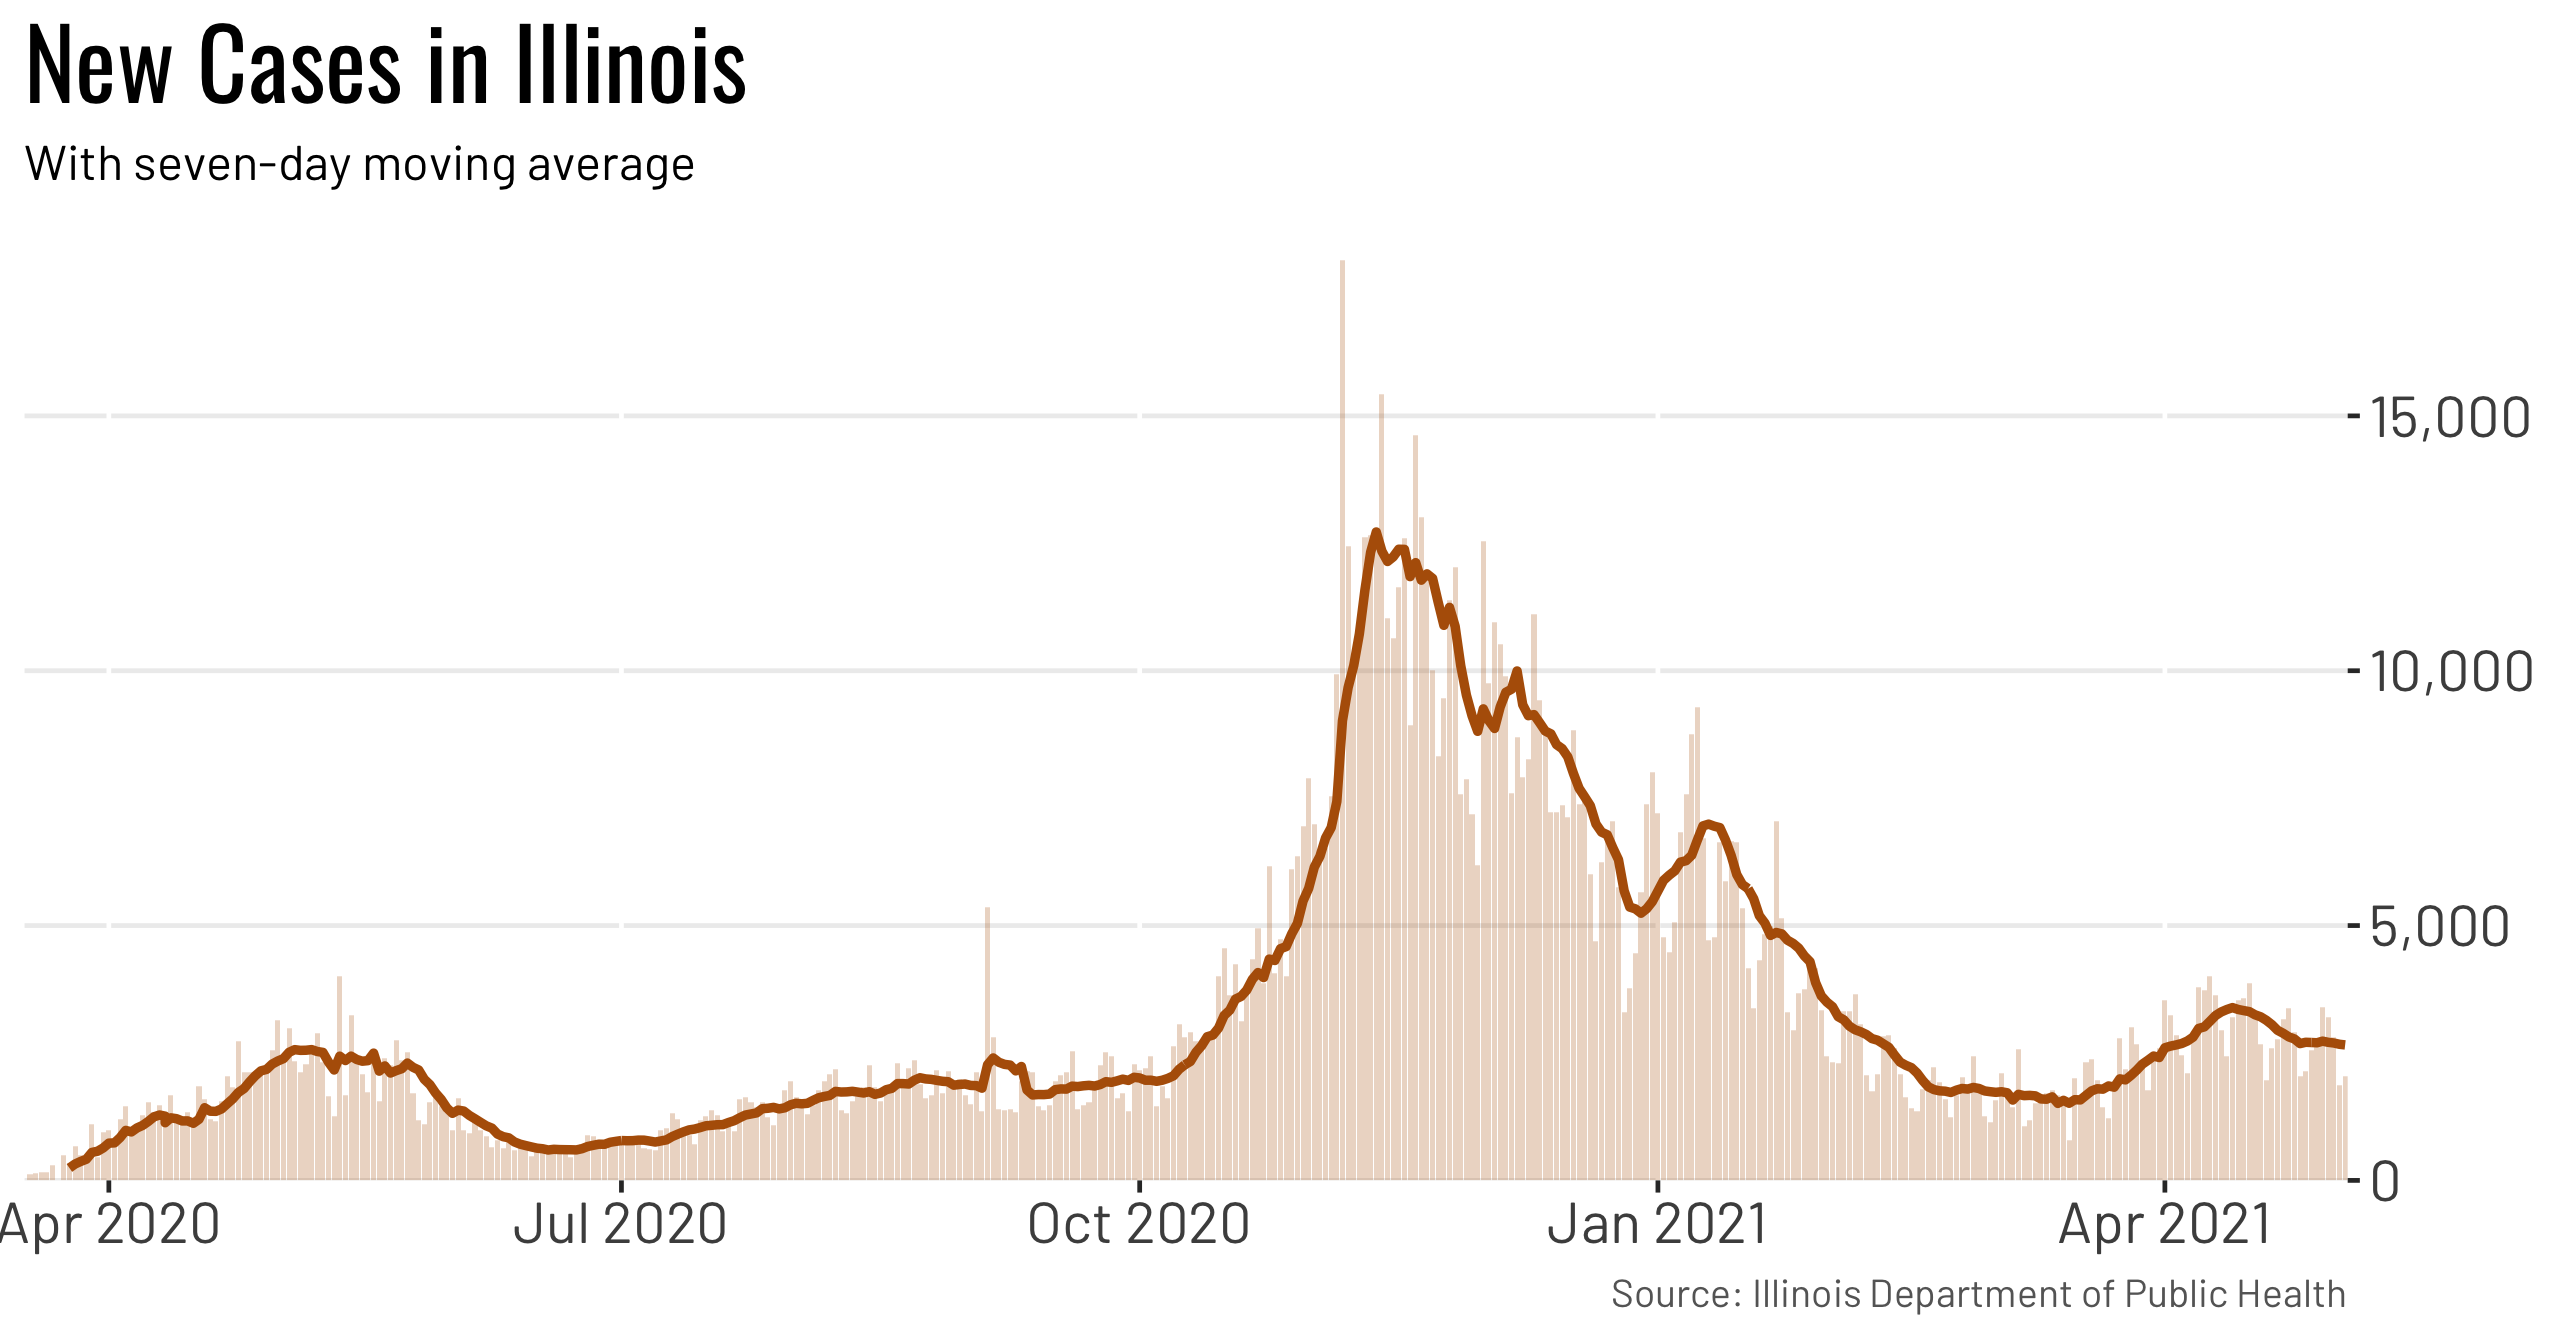 New Cases in Illinois
With seven-day moving average
15,000
10,000
5,000
0
Apr 2020 Jul 2020 Oct 2020 Jan 2021 Apr 2021
Source: Illinois Department of Public Health